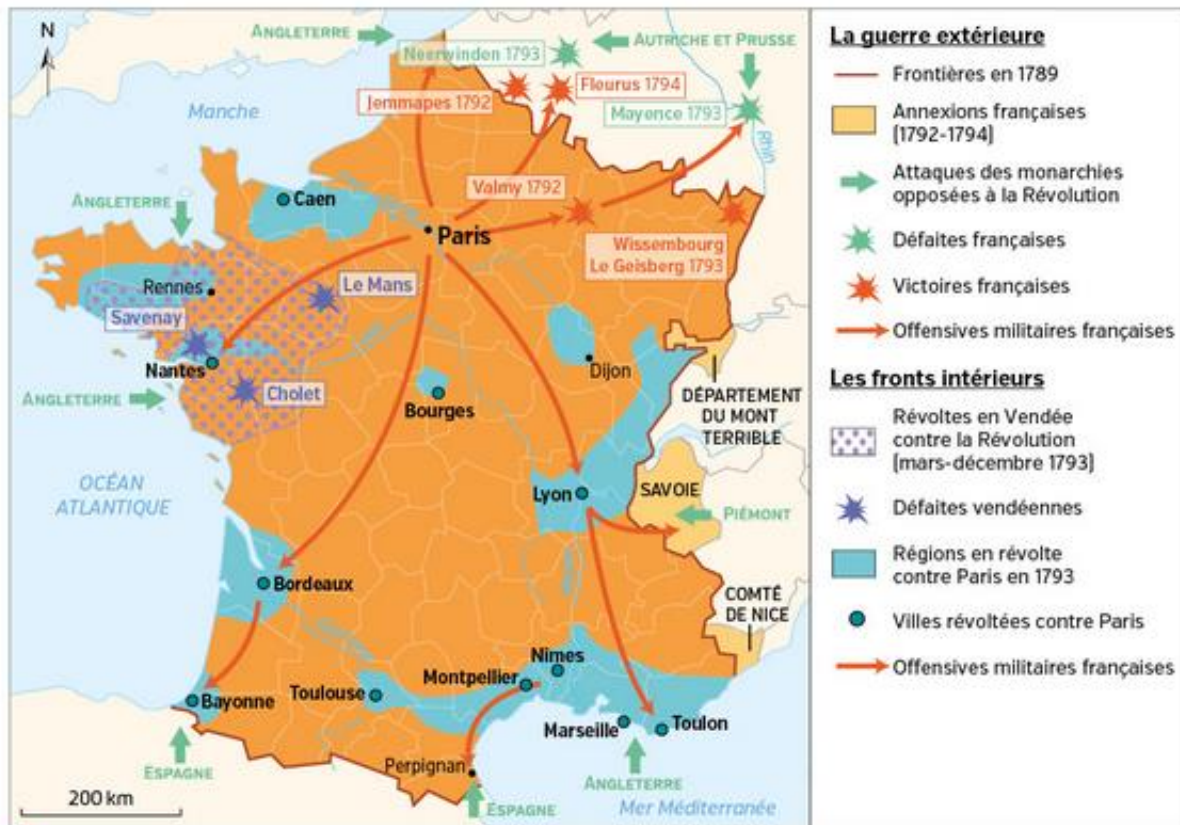 N
ANGLETERRE
Neerwinden 1793
AUTRICHE ET PRUSSE
Manche
Jemmapes 1792
Fleurus 1794
Mayence 1793
Rhin
ANGLETERRE
Caen
Valmy 1792
Paris
Wissembourg
Le Geisberg 1793
Rennes
Le Mans
Savenay
Nantes
Dijon
ANGLETERRE
Cholet
Bourges
DÉPARTEMENT
DU MONT
TERRIBLE
OCÉAN
ATLANTIQUE
Lyon
SAVOIE
PIÉMONT
Bordeaux
COMTÉ
DE NICE
Nimes
Montpellier
Bayonne
Toulouse
Marseille
Toulon
ESPAGNE
Perpignan
ANGLETERRE
200 km
ESPAGNE
Mer Méditerranée
La guerre extérieure
Frontières en 1789
Annexions françaises
(1792-1794)
Attaques des monarchies
opposées à la Révolution
Défaites françaises
Victoires françaises
Offensives militaires françaises
Les fronts intérieurs
Révoltes en Vendée
contre la Révolution
(mars-décembre 1793)
Défaites vendéennes
Régions en révolte
contre Paris en 1793
Villes révoltées contre Paris
Offensives militaires françaises